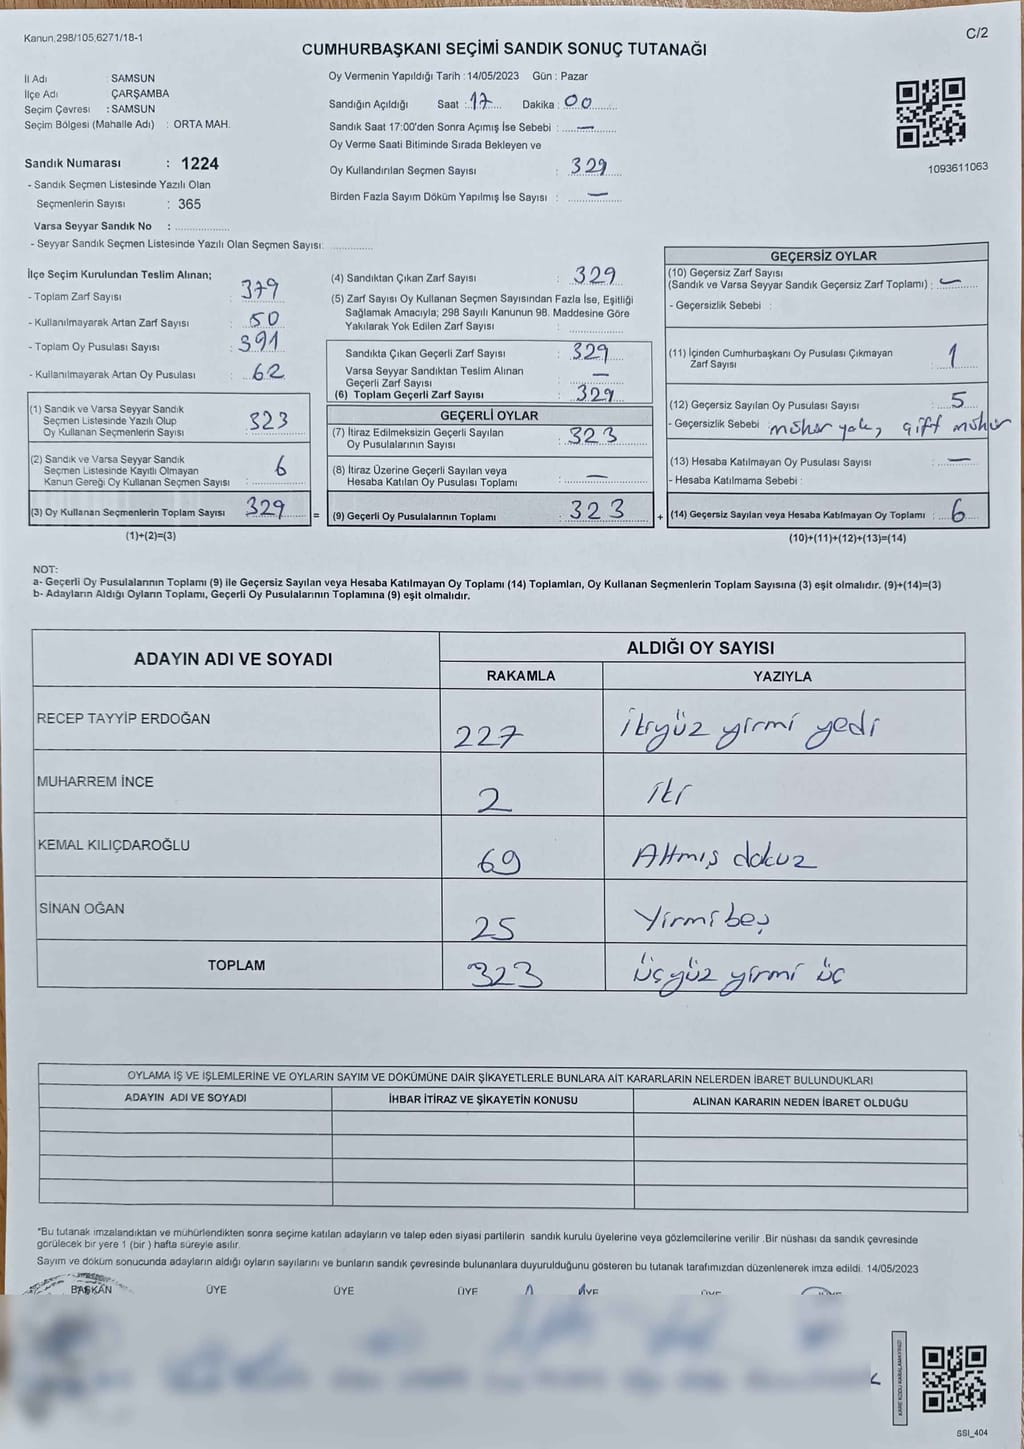 Kanun:298/105,6271/18-1
C/2
CUMHURBAŞKANI SEÇİMİ SANDIK SONUÇ TUTANAĞI
İl Adı : SAMSUN
İlçe Adı : ÇARŞAMBA
Seçim Çevresi : SAMSUN
Seçim Bölgesi (Mahalle Adı) : ORTA MAH.
Sandık Numarası : 1224
- Sandık Seçmen Listesinde Yazılı Olan
Seçmenlerin Sayısı : 365
Varsa Seyyar Sandık No :
- Seyyar Sandık Seçmen Listesinde Yazılı Olan Seçmen Sayısı:
Oy Vermenin Yapıldığı Tarih : 14/05/2023 Gün : Pazar
Sandığın Açıldığı Saat : 17 Dakika : 00
Sandık Saat 17:00'den Sonra Açımış İse Sebebi : —
Oy Verme Saati Bitiminde Sırada Bekleyen ve
Oy Kullandırılan Seçmen Sayısı : 329
Birden Fazla Sayım Döküm Yapılmış İse Sayısı : —
1093611063
İlçe Seçim Kurulundan Teslim Alınan;
- Toplam Zarf Sayısı : 379
- Kullanılmayarak Artan Zarf Sayısı : 50
- Toplam Oy Pusulası Sayısı : 391
- Kullanılmayarak Artan Oy Pusulası : 62
(1) Sandık ve Varsa Seyyar Sandık
Seçmen Listesinde Yazılı Olup
Oy Kullanan Seçmenlerin Sayısı : 323
(2) Sandık ve Varsa Seyyar Sandık
Seçmen Listesinde Kayıtlı Olmayan
Kanun Gereği Oy Kullanan Seçmen Sayısı : 6
(3) Oy Kullanan Seçmenlerin Toplam Sayısı : 329 =
(1)+(2)=(3)
(4) Sandıktan Çıkan Zarf Sayısı : 329
(5) Zarf Sayısı Oy Kullanan Seçmen Sayısından Fazla İse, Eşitliği
Sağlamak Amacıyla; 298 Sayılı Kanunun 98. Maddesine Göre
Yakılarak Yok Edilen Zarf Sayısı :
Sandıkta Çıkan Geçerli Zarf Sayısı : 329
Varsa Seyyar Sandıktan Teslim Alınan
Geçerli Zarf Sayısı : —
(6) Toplam Geçerli Zarf Sayısı : 329
GEÇERLİ OYLAR
(7) İtiraz Edilmeksizin Geçerli Sayılan
Oy Pusulalarının Sayısı : 323
(8) İtiraz Üzerine Geçerli Sayılan veya
Hesaba Katılan Oy Pusulası Toplamı : —
(9) Geçerli Oy Pusulalarının Toplamı : 323 +
GEÇERSİZ OYLAR
(10) Geçersiz Zarf Sayısı
(Sandık ve Varsa Seyyar Sandık Geçersiz Zarf Toplamı) : —
- Geçersizlik Sebebi :
(11) İçinden Cumhurbaşkanı Oy Pusulası Çıkmayan
Zarf Sayısı : 1
(12) Geçersiz Sayılan Oy Pusulası Sayısı : 5
- Geçersizlik Sebebi : mühür yok, çift mühür
(13) Hesaba Katılmayan Oy Pusulası Sayısı : —
- Hesaba Katılmama Sebebi :
(14) Geçersiz Sayılan veya Hesaba Katılmayan Oy Toplamı : 6
(10)+(11)+(12)+(13)=(14)
NOT:
a- Geçerli Oy Pusulalarının Toplamı (9) ile Geçersiz Sayılan veya Hesaba Katılmayan Oy Toplamı (14) Toplamları, Oy Kullanan Seçmenlerin Toplam Sayısına (3) eşit olmalıdır. (9)+(14)=(3)
b- Adayların Aldığı Oyların Toplamı, Geçerli Oy Pusulalarının Toplamına (9) eşit olmalıdır.
ADAYIN ADI VE SOYADI
ALDIĞI OY SAYISI
RAKAMLA YAZIYLA
RECEP TAYYİP ERDOĞAN 227 ikiyüz yirmi yedi
MUHARREM İNCE 2 iki
KEMAL KILIÇDAROĞLU 69 Altmış dokuz
SİNAN OĞAN 25 Yirmibeş
TOPLAM 323 üçyüz yirmi üç
OYLAMA İŞ VE İŞLEMLERİNE VE OYLARIN SAYIM VE DÖKÜMÜNE DAİR ŞİKAYETLERLE BUNLARA AİT KARARLARIN NELERDEN İBARET BULUNDUKLARI
ADAYIN ADI VE SOYADI İHBAR İTİRAZ VE ŞİKAYETİN KONUSU ALINAN KARARIN NEDEN İBARET OLDUĞU
*Bu tutanak imzalandıktan ve mühürlendikten sonra seçime katılan adayların ve talep eden siyasi partilerin sandık kurulu üyelerine veya gözlemcilerine verilir .Bir nüshası da sandık çevresinde
görülecek bir yere 1 (bir ) hafta süreyle asılır.
Sayım ve döküm sonucunda adayların aldığı oyların sayılarını ve bunların sandık çevresinde bulunanlara duyurulduğunu gösteren bu tutanak tarafımızdan düzenlenerek imza edildi. 14/05/2023
BAŞKAN ÜYE ÜYE ÜYE ÜYE ÜYE
KARE KODU KARALAMAYINIZ!
SSI_404